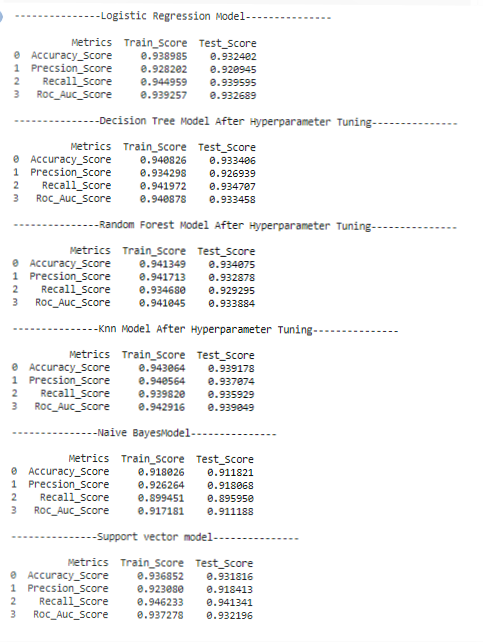 ---------------Logistic Regression Model---------------
Metrics Train_Score Test_Score
0 Accuracy_Score 0.938985 0.932402
1 Precsion_Score 0.928202 0.920945
2 Recall_Score 0.944959 0.939595
3 Roc_Auc_Score 0.939257 0.932689
---------------Decision Tree Model After Hyperparameter Tuning---------------
Metrics Train_Score Test_Score
0 Accuracy_Score 0.940826 0.933406
1 Precsion_Score 0.934298 0.926939
2 Recall_Score 0.941972 0.934707
3 Roc_Auc_Score 0.940878 0.933458
---------------Random Forest Model After Hyperparameter Tuning---------------
Metrics Train_Score Test_Score
0 Accuracy_Score 0.941349 0.934075
1 Precsion_Score 0.941713 0.932878
2 Recall_Score 0.934680 0.929295
3 Roc_Auc_Score 0.941045 0.933884
---------------Knn Model After Hyperparameter Tuning---------------
Metrics Train_Score Test_Score
0 Accuracy_Score 0.943064 0.939178
1 Precsion_Score 0.940564 0.937074
2 Recall_Score 0.939820 0.935929
3 Roc_Auc_Score 0.942916 0.939049
---------------Naive BayesModel---------------
Metrics Train_Score Test_Score
0 Accuracy_Score 0.918026 0.911821
1 Precsion_Score 0.926264 0.918068
2 Recall_Score 0.899451 0.895950
3 Roc_Auc_Score 0.917181 0.911188
---------------Support vector model---------------
Metrics Train_Score Test_Score
0 Accuracy_Score 0.936852 0.931816
1 Precsion_Score 0.923080 0.918413
2 Recall_Score 0.946233 0.941341
3 Roc_Auc_Score 0.937278 0.932196